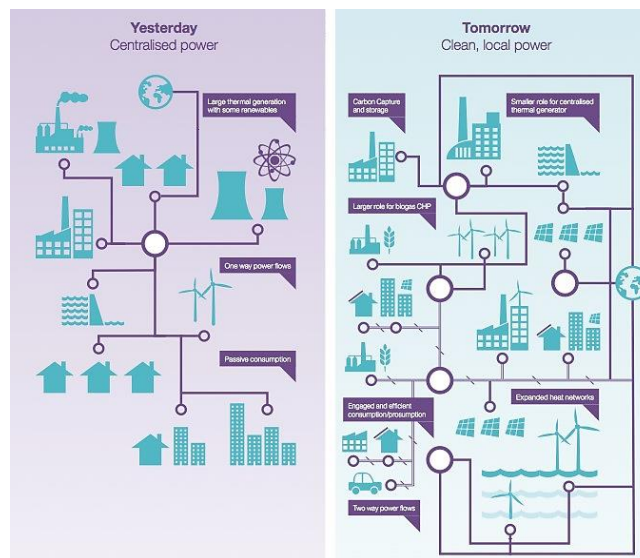 Yesterday
Centralised power
Large thermal generation
with some renewables
One way power flows
Passive consumption
Tomorrow
Clean, local power
Carbon Capture
and storage
Smaller role for centralised
thermal generator
Larger role for biogas CHP
Expanded heat networks
Engaged and efficient
consumption/prosumption
Two way power flows